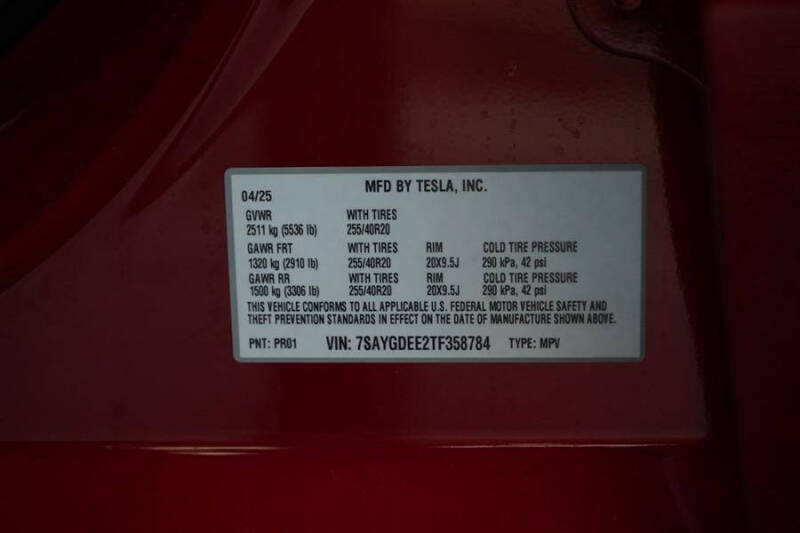 MFD BY TESLA, INC.
04/25
GVWR WITH TIRES
2511 kg (5536 lb) 255/40R20
GAWR FRT WITH TIRES RIM COLD TIRE PRESSURE
1320 kg (2910 lb) 255/40R20 20X9.5J 290 kPa, 42 psi
GAWR RR WITH TIRES RIM COLD TIRE PRESSURE
1500 kg (3306 lb) 255/40R20 20X9.5J 290 kPa, 42 psi
THIS VEHICLE CONFORMS TO ALL APPLICABLE U.S. FEDERAL MOTOR VEHICLE SAFETY AND
THEFT PREVENTION STANDARDS IN EFFECT ON THE DATE OF MANUFACTURE SHOWN ABOVE.
PNT: PR01 VIN: 7SAYGDEE2TF358784 TYPE: MPV